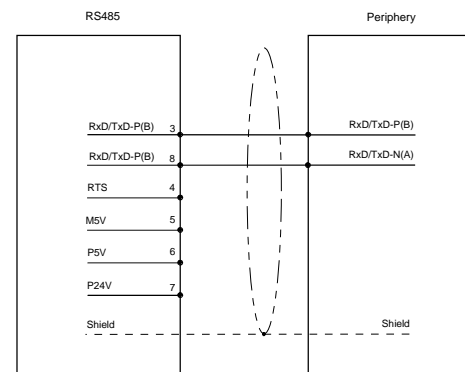 RS485 Periphery
RxD/TxD-P(B) 3 RxD/TxD-P(B)
RxD/TxD-P(B) 8 RxD/TxD-N(A)
RTS 4
M5V 5
P5V 6
P24V 7
Shield Shield